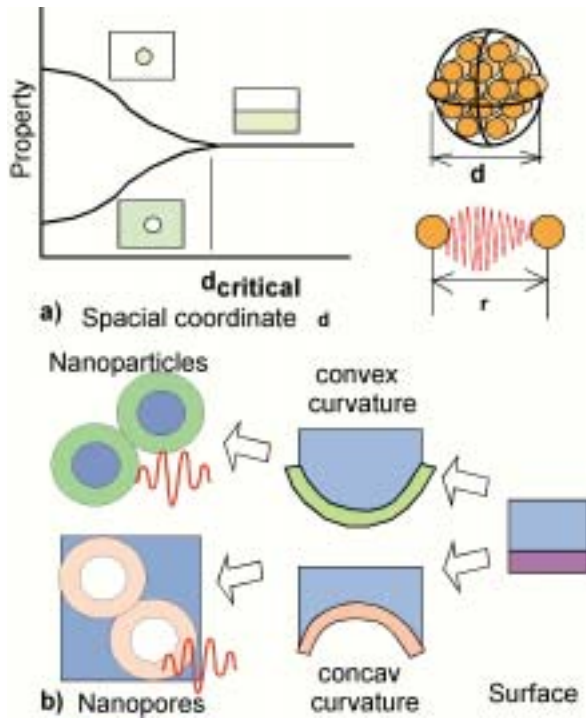 Property
d
r
dcritical
a) Spacial coordinate d
Nanoparticles
convex
curvature
concav
curvature
Surface
b) Nanopores